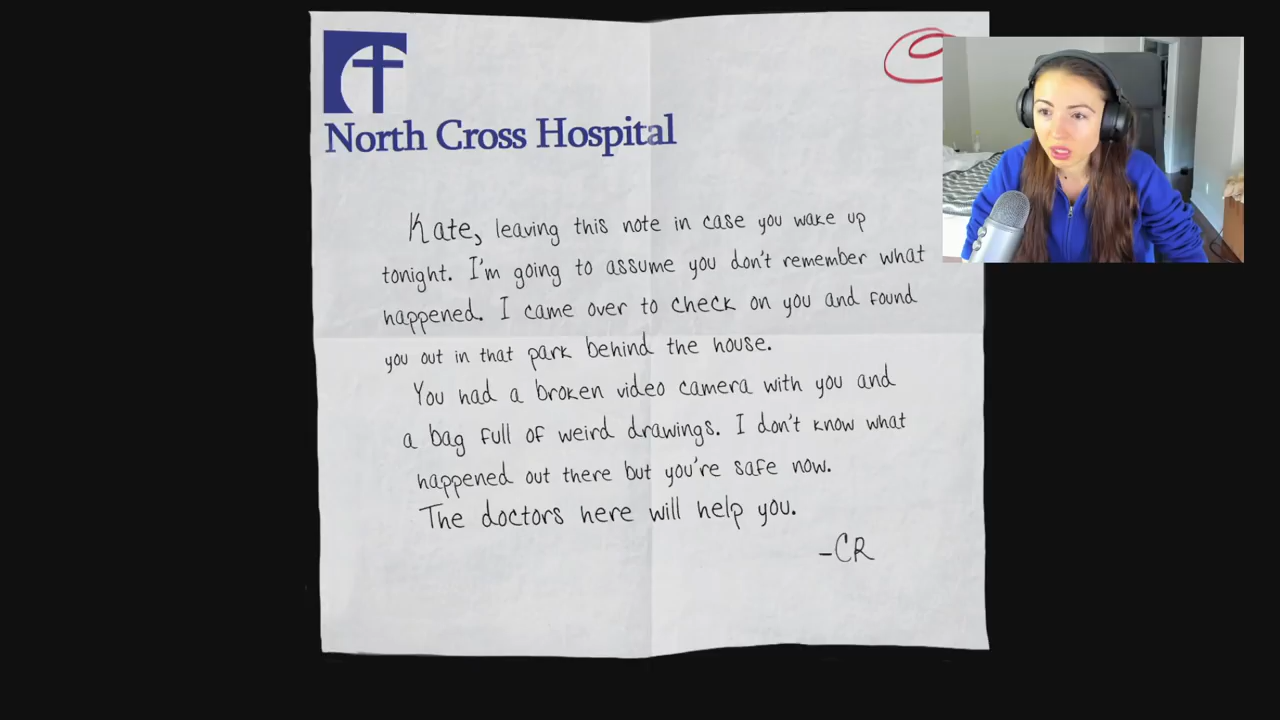 North Cross Hospital
Kate, leaving this note in case you wake up
tonight. I'm going to assume you don't remember what
happened. I came over to check on you and found
you out in that park behind the house.
You had a broken video camera with you and
a bag full of weird drawings. I don't know what
happened out there but you're safe now.
The doctors here will help you.
-CR